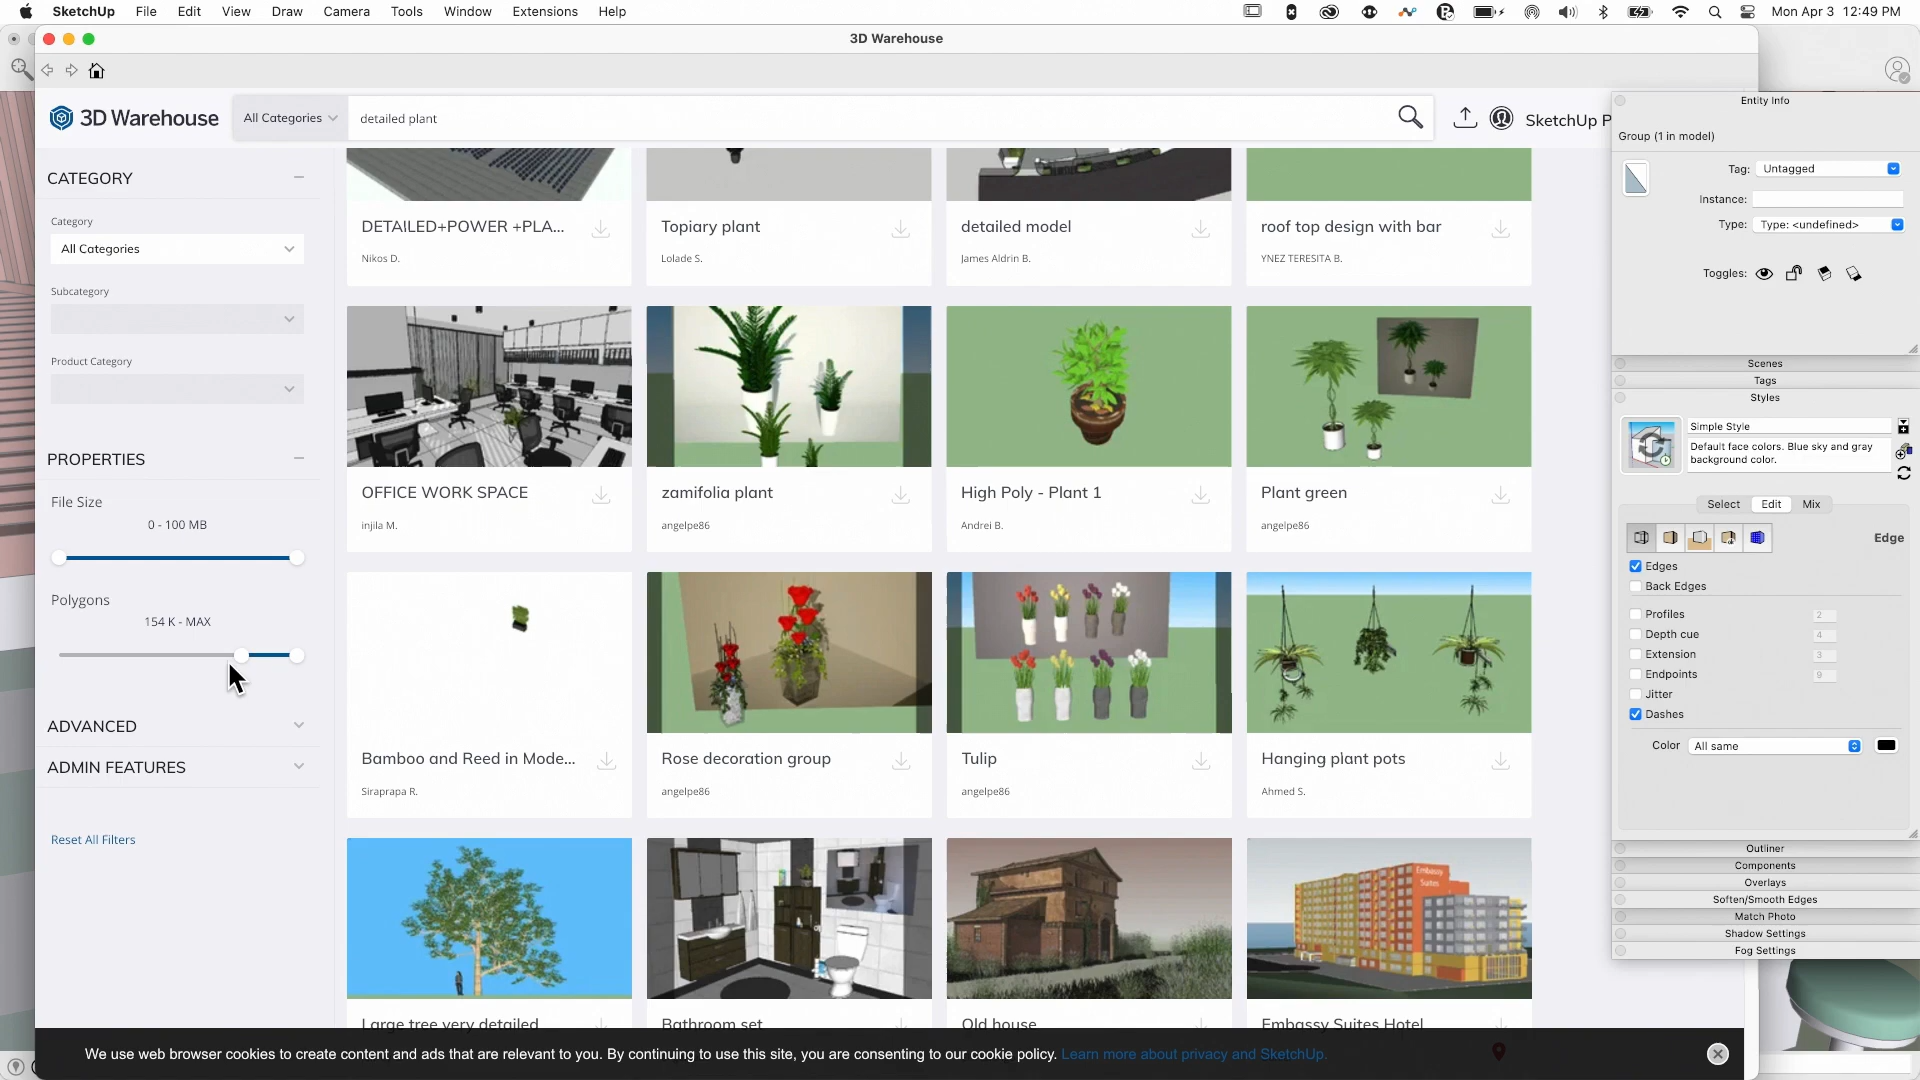 SketchUp File Edit View Draw Camera Tools Window Extensions Help Mon Apr 3 12:49 PM
3D Warehouse
3D Warehouse All Categories detailed plant SketchUp P
CATEGORY
Category
All Categories
Subcategory
Product Category
PROPERTIES
File Size
0 - 100 MB
Polygons
154 K - MAX
ADVANCED
ADMIN FEATURES
Reset All Filters
DETAILED+POWER +PLA...
Nikos D.
Topiary plant
Lolade S.
detailed model
James Aldrin B.
roof top design with bar
YNEZ TERESITA B.
OFFICE WORK SPACE
injila M.
zamifolia plant
angelpe86
High Poly - Plant 1
Andrei B.
Plant green
angelpe86
Bamboo and Reed in Mode...
Siraprapa R.
Rose decoration group
angelpe86
Tulip
angelpe86
Hanging plant pots
Ahmed S.
Embassy
Suites
Large tree very detailed
Bathroom set
Old house
Embassy Suites Hotel
We use web browser cookies to create content and ads that are relevant to you. By continuing to use this site, you are consenting to our cookie policy. Learn more about privacy and SketchUp.
Entity Info
Group (1 in model)
Tag: Untagged
Instance:
Type: Type: <undefined>
Toggles:
Scenes
Tags
Styles
Simple Style
Default face colors. Blue sky and gray
background color.
Select Edit Mix
Edge
Edges
Back Edges
Profiles 2
Depth cue 4
Extension 3
Endpoints 9
Jitter
Dashes
Color All same
Outliner
Components
Overlays
Soften/Smooth Edges
Match Photo
Shadow Settings
Fog Settings